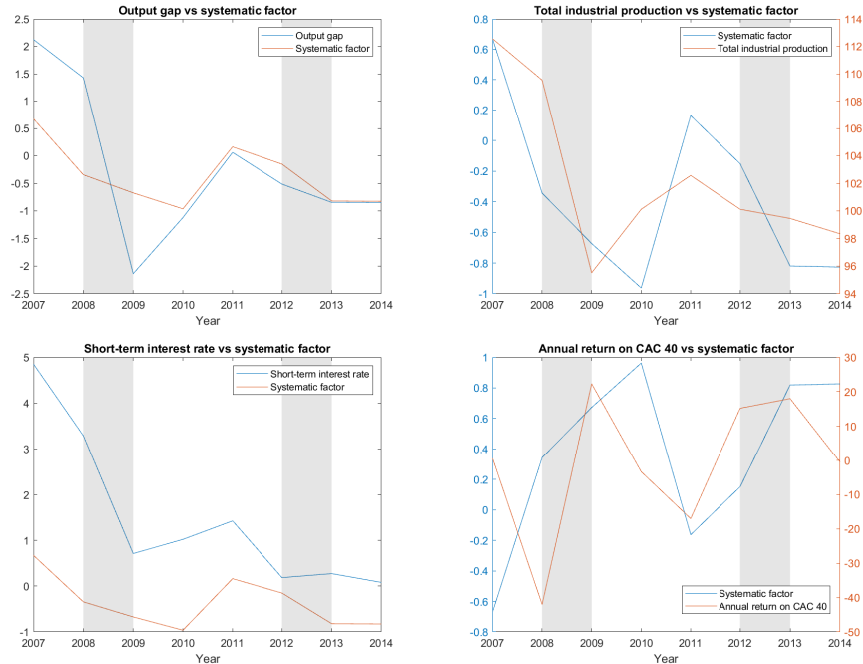 Output gap vs systematic factor
2.5
2
1.5
1
0.5
0
-0.5
-1
-1.5
-2
-2.5
Output gap
Systematic factor
2007 2008 2009 2010 2011 2012 2013 2014
Year
Total industrial production vs systematic factor
0.8
0.6
0.4
0.2
0
-0.2
-0.4
-0.6
-0.8
-1
Systematic factor
Total industrial production
114
112
110
108
106
104
102
100
98
96
94
2007 2008 2009 2010 2011 2012 2013 2014
Year
Short-term interest rate vs systematic factor
5
4
3
2
1
0
-1
Short-term interest rate
Systematic factor
2007 2008 2009 2010 2011 2012 2013 2014
Year
Annual return on CAC 40 vs systematic factor
1
0.8
0.6
0.4
0.2
0
-0.2
-0.4
-0.6
-0.8
30
20
10
0
-10
-20
-30
-40
-50
Systematic factor
Annual return on CAC 40
2007 2008 2009 2010 2011 2012 2013 2014
Year